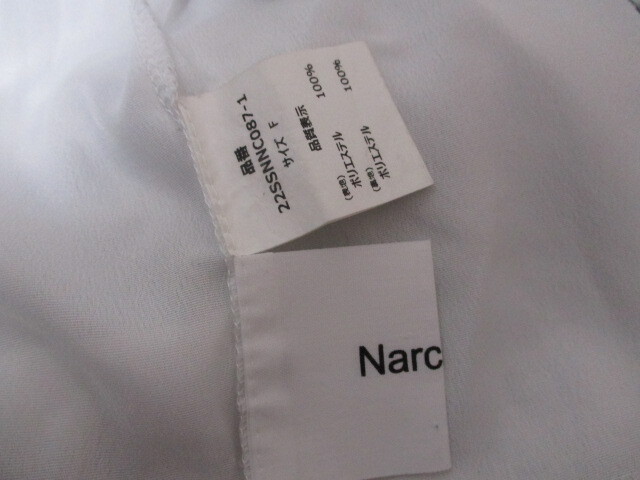 品番
22SSNNC087-1
サイズ F
品質表示
(表地)
ポリエステル 100%
(裏地)
ポリエステル 100%
Narc